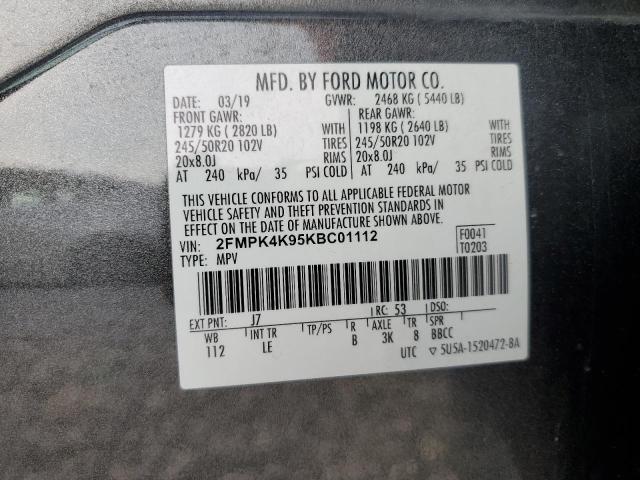 MFD. BY FORD MOTOR CO.
DATE: 03/19 GVWR: 2468 KG ( 5440 LB)
FRONT GAWR: REAR GAWR:
1279 KG ( 2820 LB) WITH 1198 KG ( 2640 LB) WITH
245/50R20 102V TIRES 245/50R20 102V TIRES
20x8.0J RIMS 20x8.0J RIMS
AT 240 kPa/ 35 PSI COLD AT 240 kPa/ 35 PSI COLD
THIS VEHICLE CONFORMS TO ALL APPLICABLE FEDERAL MOTOR
VEHICLE SAFETY AND THEFT PREVENTION STANDARDS IN
EFFECT ON THE DATE OF MANUFACTURE SHOWN ABOVE.
VIN: 2FMPK4K95KBC01112 F0041
TYPE: MPV T0203
EXT PNT: J7 RC: 53 DSO:
WB INT TR TP/PS R AXLE TR SPR
112 LE B 3K 8 BBCC
UTC ▽ 5U5A-1520472-BA